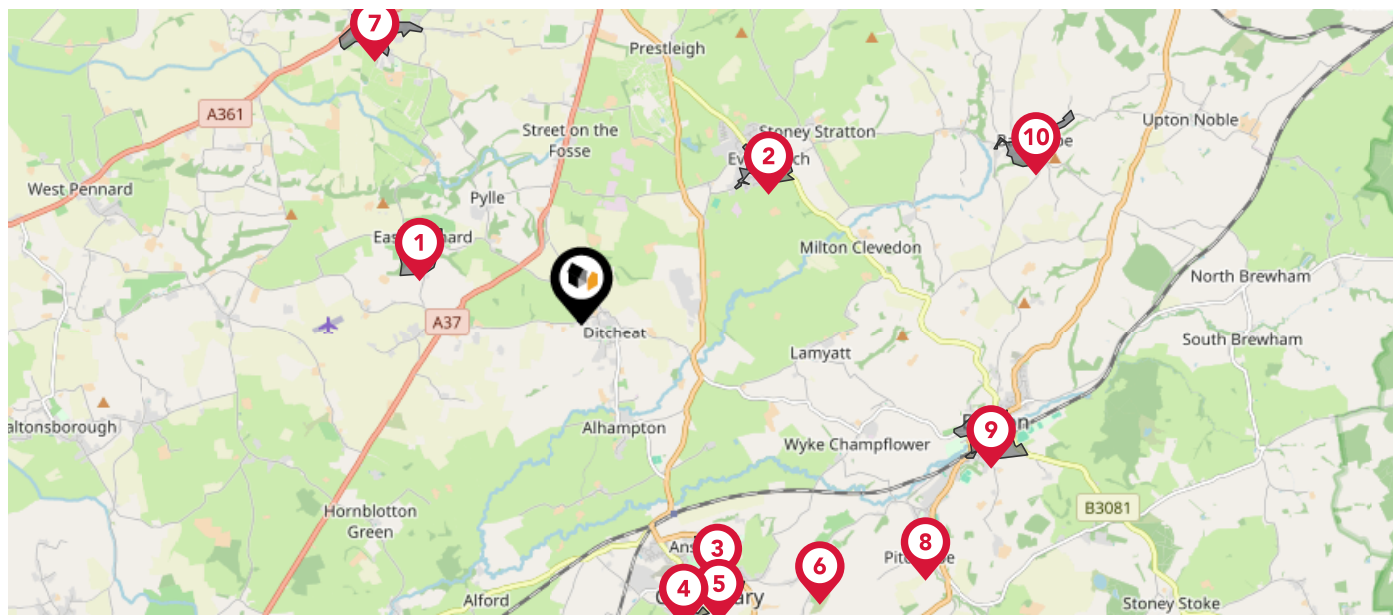 7
Prestleigh
A361
Street on the
Fosse
Stoney Stratton
2
10
Upton Noble
West Pennard
Pylle
1
Milton Clevedon
North Brewham
A37
Ditcheat
Lamyatt
South Brewham
altonsborough
Alhampton
9
Wyke Champflower
Hornblotton
Green
B3081
3
8
6
4
5
Alford
Stoney Stoke